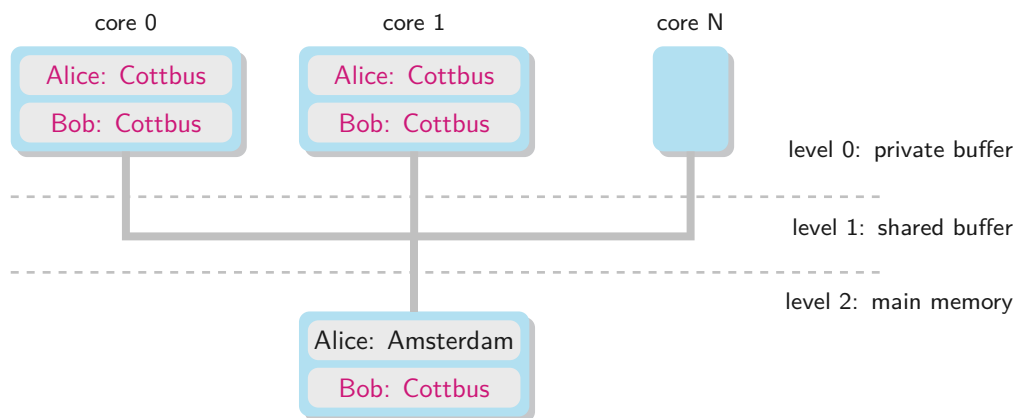 core 0
core 1
core N
Alice: Cottbus
Alice: Cottbus
Bob: Cottbus
Bob: Cottbus
level 0: private buffer
level 1: shared buffer
level 2: main memory
Alice: Amsterdam
Bob: Cottbus